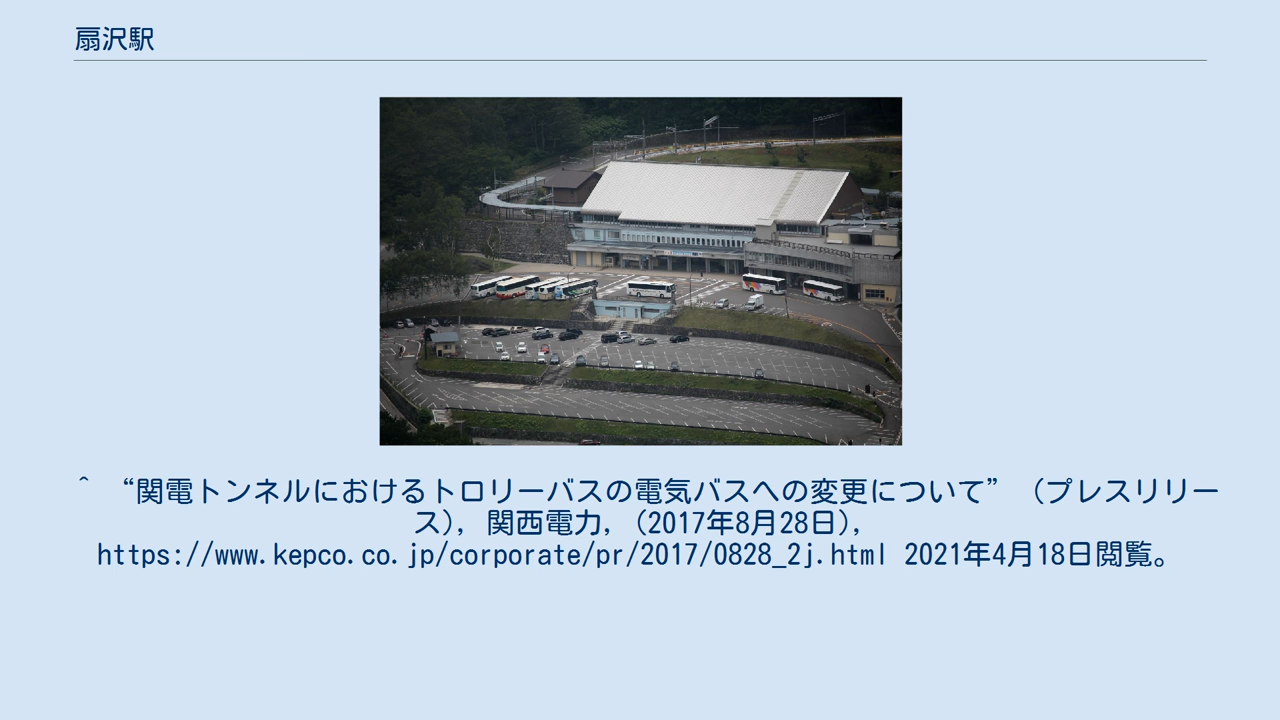 扇沢駅
^ “関電トンネルにおけるトロリーバスの電気バスへの変更について” （プレスリリー
ス), 関西電力, (2017年8月28日),
https://www.kepco.co.jp/corporate/pr/2017/0828_2j.html 2021年4月18日閲覧。